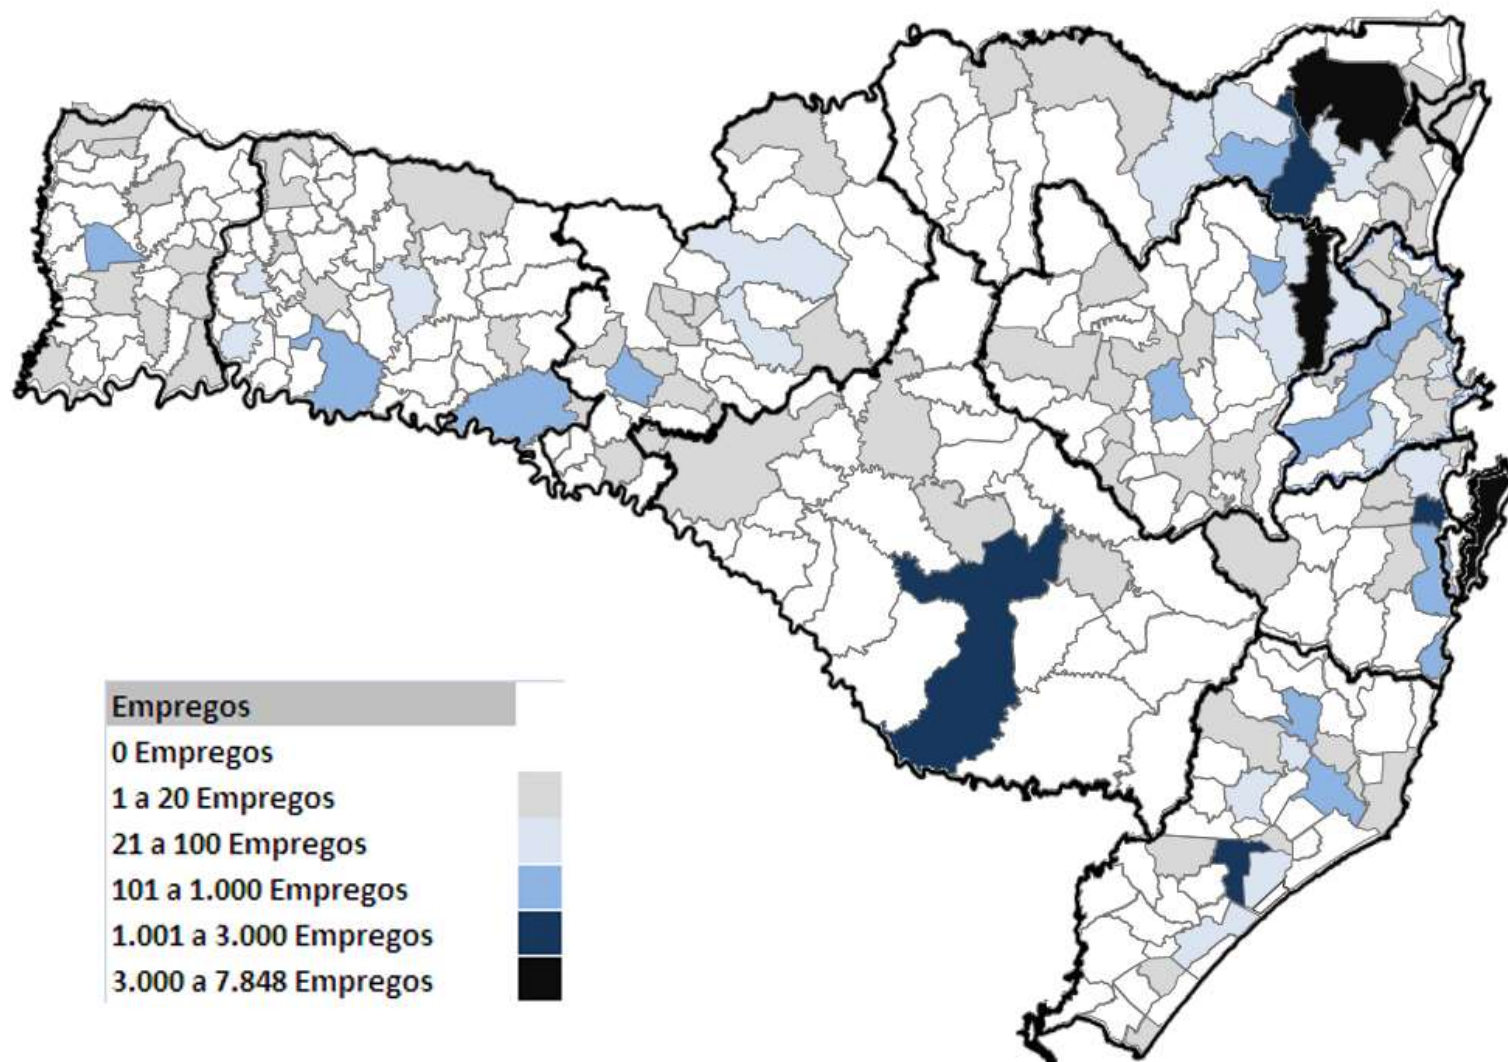 Empregos
0 Empregos
1 a 20 Empregos
21 a 100 Empregos
101 a 1.000 Empregos
1.001 a 3.000 Empregos
3.000 a 7.848 Empregos